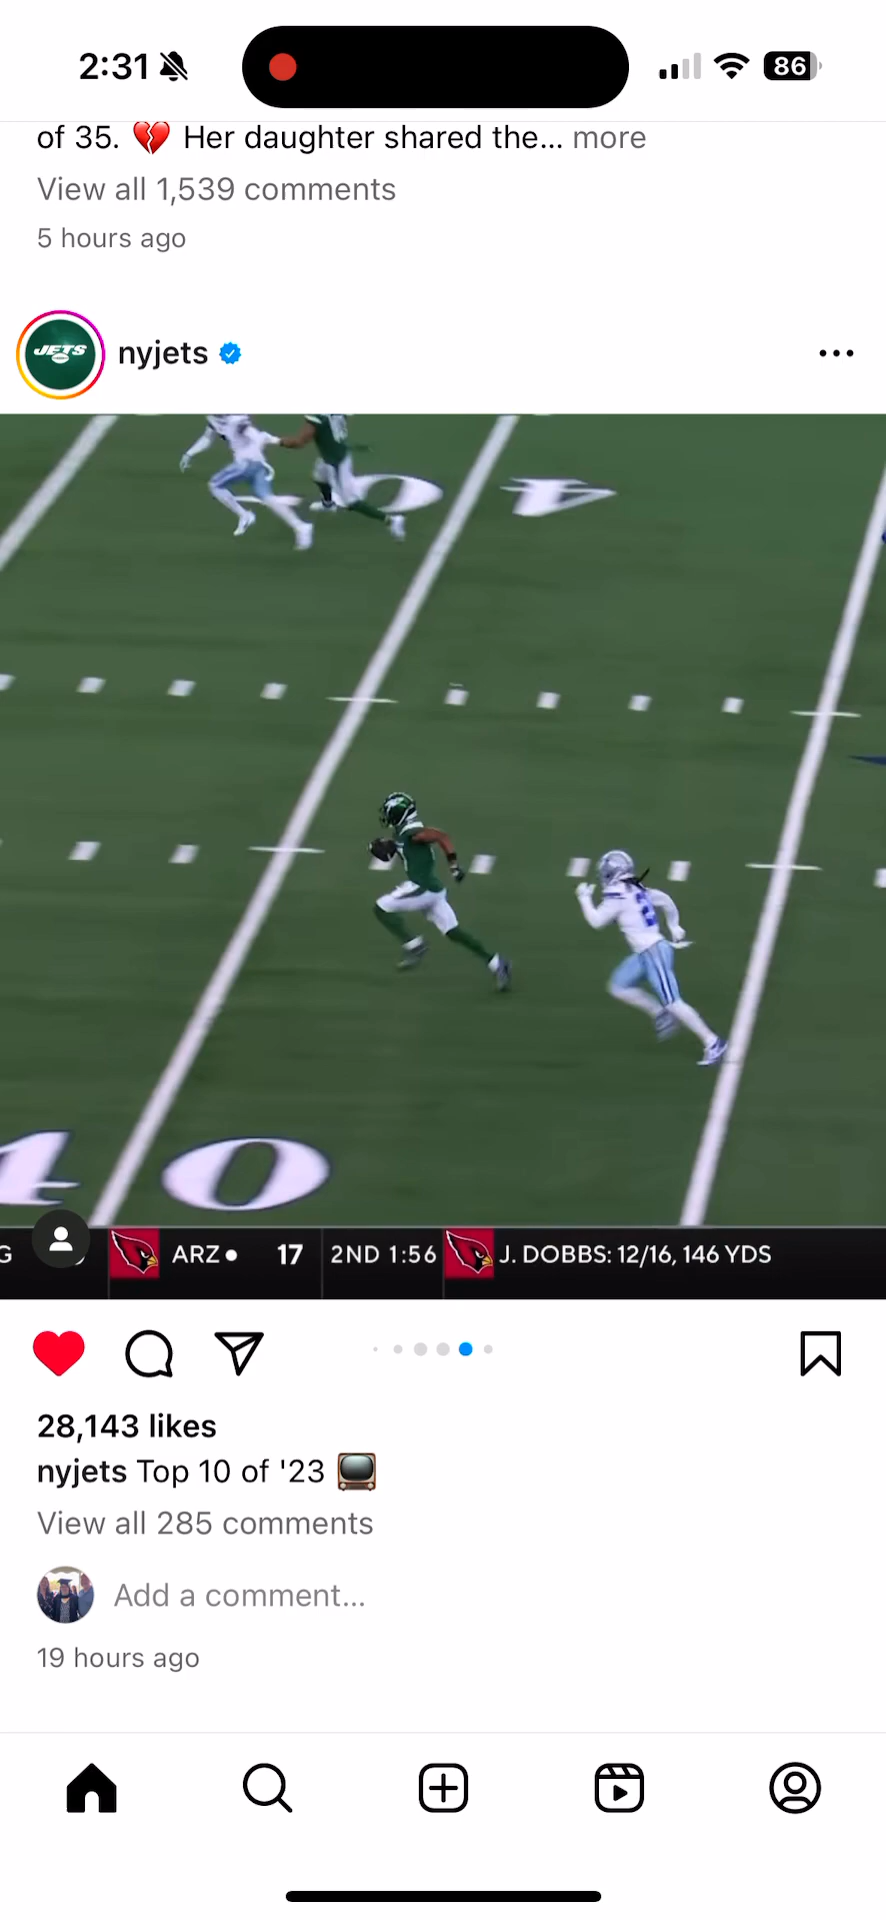 2:31
86
of 35. 💔 Her daughter shared the... more
View all 1,539 comments
5 hours ago
JETS
nyjets
40
40
G
ARZ 17 2ND 1:56 J. DOBBS: 12/16, 146 YDS
28,143 likes
nyjets Top 10 of '23 📺
View all 285 comments
Add a comment...
19 hours ago